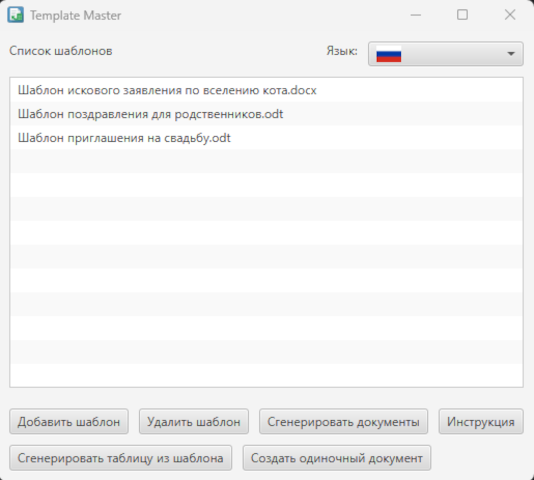 Template Master
Список шаблонов Язык:
Шаблон искового заявления по вселению кота.docx
Шаблон поздравления для родственников.odt
Шаблон приглашения на свадьбу.odt
Добавить шаблон Удалить шаблон Сгенерировать документы Инструкция
Сгенерировать таблицу из шаблона Создать одиночный документ